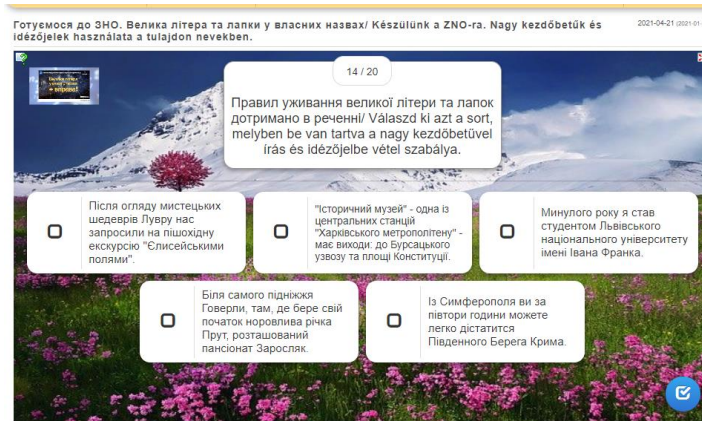 Готуємося до ЗНО. Велика літера та лапки у власних назвах/ Készülünk a ZNO-ra. Nagy kezdőbetűk és
idézőjelek használata a tulajdon nevekben.
2021-04-21
14 / 20
Правил уживання великої літери та лапок
дотримано в реченні/ Válaszd ki azt a sort,
melyben be van tartva a nagy kezdőbetűvel
írás és idézőjelbe vétel szabálya.
Після огляду мистецьких
шедеврів Лувру нас
запросили на пішохідну
екскурсію "Єлисейськими
полями".
"Історичний музей" - одна із
центральних станцій
"Харківського метрополітену" -
має виходи: до Бурсацького
узвозу та площі Конституції.
Минулого року я став
студентом Львівського
національного університету
імені Івана Франка.
Біля самого підніжжя
Говерли, там, де бере свій
початок норовлива річка
Прут, розташований
пансіонат Заросляк.
Із Симферополя ви за
півтори години можете
легко дістатится
Південного Берега Крима.